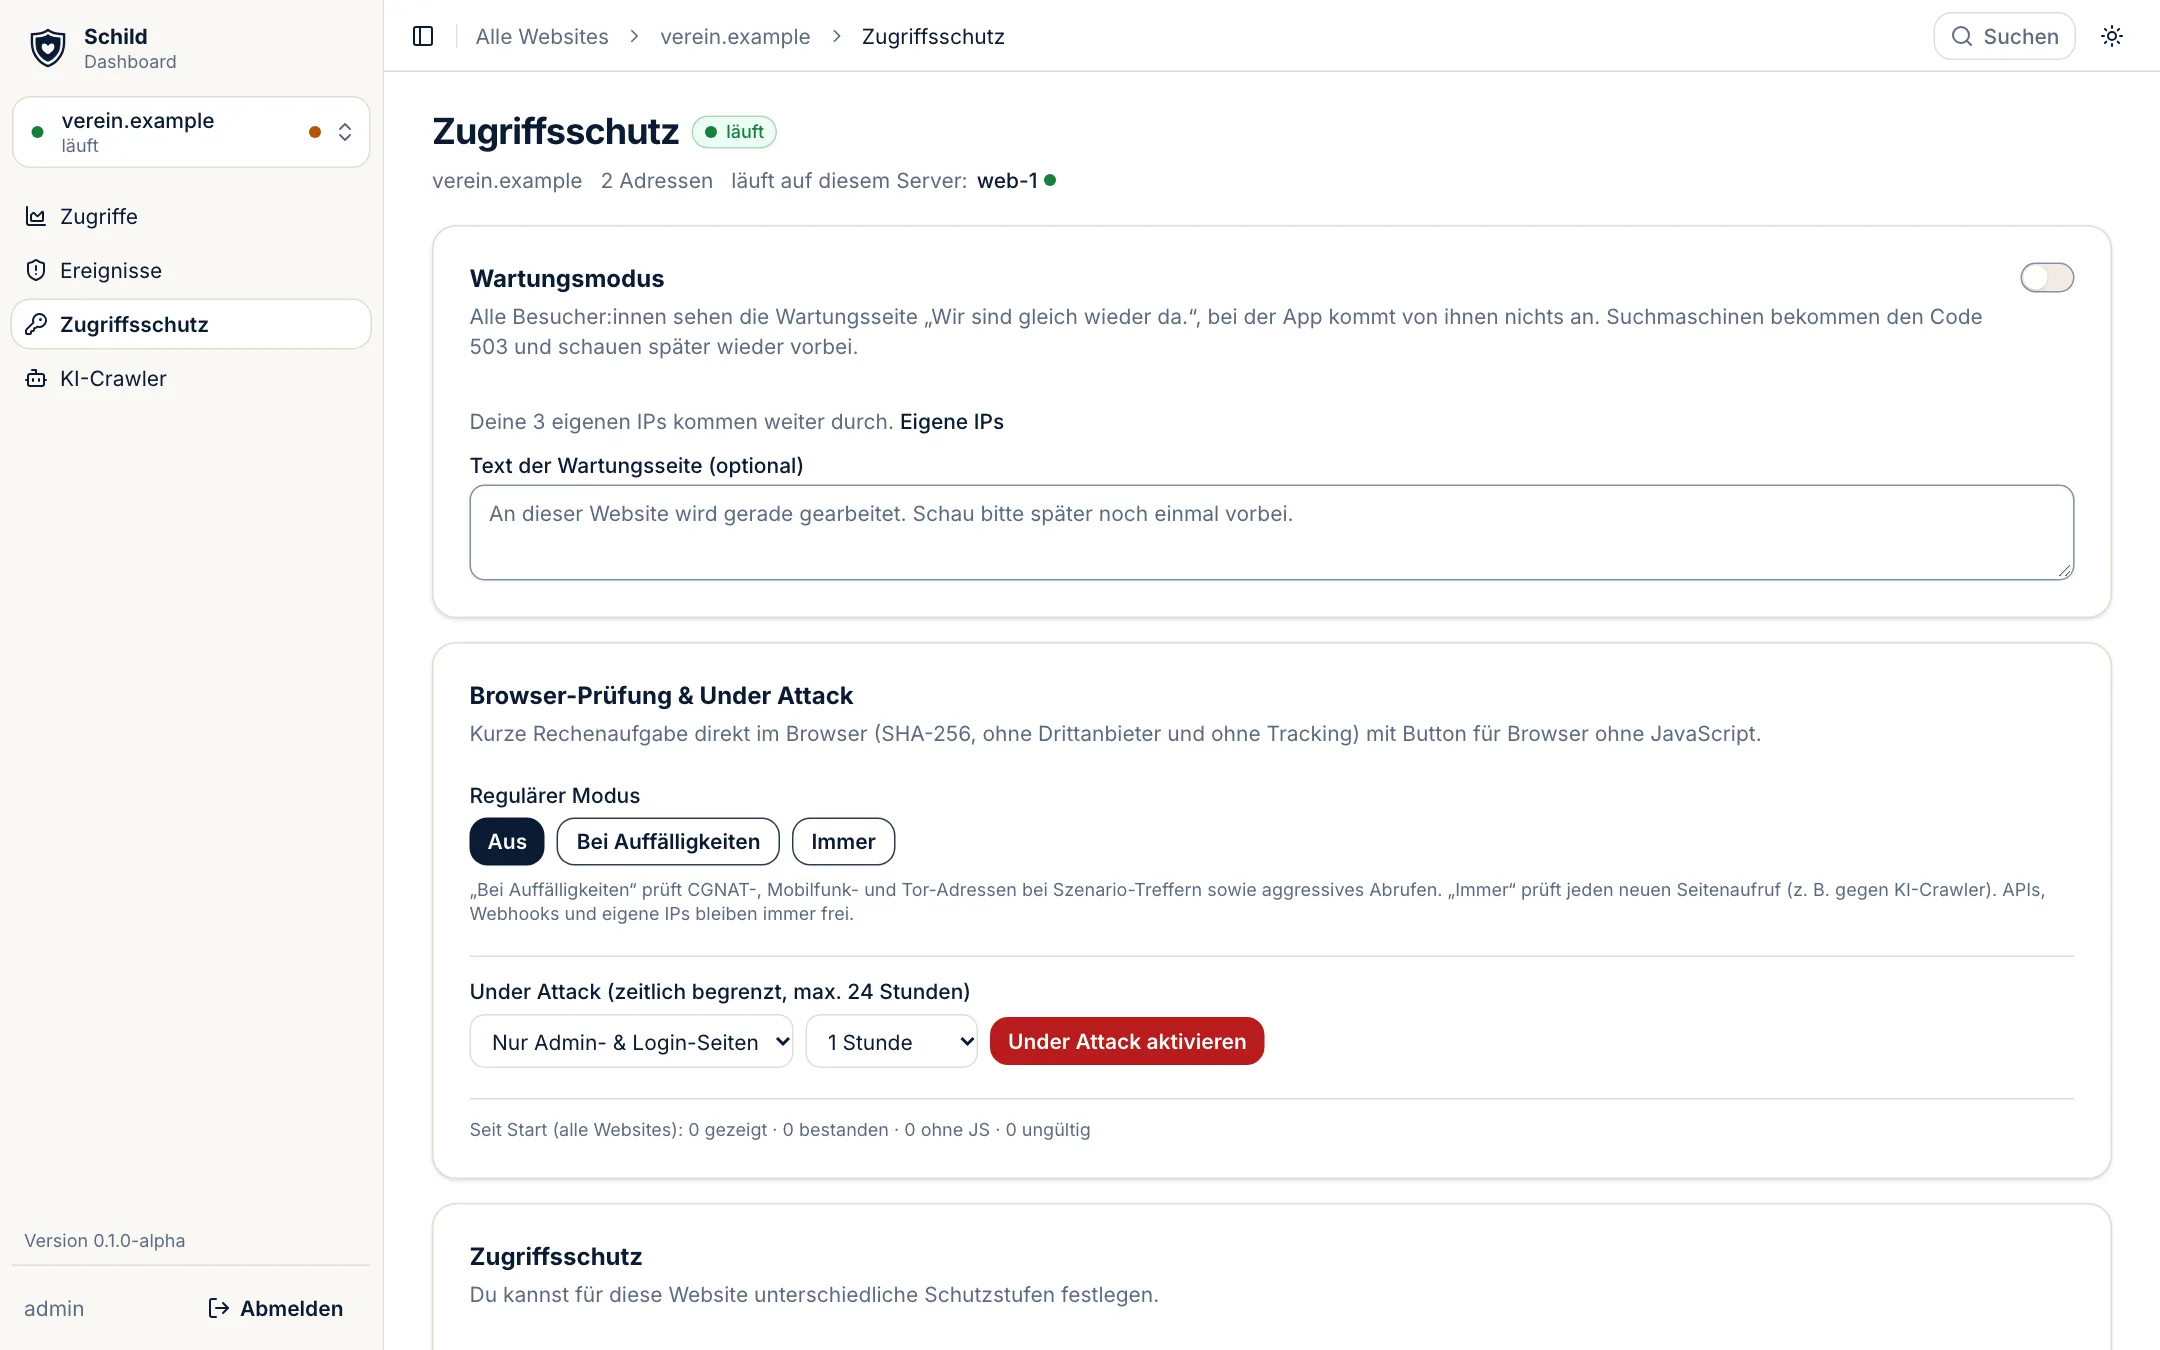 Schild
Dashboard
verein.example
läuft
Zugriffe
Ereignisse
Zugriffsschutz
KI-Crawler
Version 0.1.0-alpha
admin
Abmelden
Alle Websites
verein.example
Zugriffsschutz
Suchen
Zugriffsschutz
läuft
verein.example 2 Adressen läuft auf diesem Server: web-1
Wartungsmodus
Alle Besucher:innen sehen die Wartungsseite „Wir sind gleich wieder da.“, bei der App kommt von ihnen nichts an. Suchmaschinen bekommen den Code
503 und schauen später wieder vorbei.
Deine 3 eigenen IPs kommen weiter durch. Eigene IPs
Text der Wartungsseite (optional)
An dieser Website wird gerade gearbeitet. Schau bitte später noch einmal vorbei.
Browser-Prüfung & Under Attack
Kurze Rechenaufgabe direkt im Browser (SHA-256, ohne Drittanbieter und ohne Tracking) mit Button für Browser ohne JavaScript.
Regulärer Modus
Aus
Bei Auffälligkeiten
Immer
„Bei Auffälligkeiten“ prüft CGNAT-, Mobilfunk- und Tor-Adressen bei Szenario-Treffern sowie aggressives Abrufen. „Immer“ prüft jeden neuen Seitenaufruf (z. B. gegen KI-Crawler). APIs,
Webhooks und eigene IPs bleiben immer frei.
Under Attack (zeitlich begrenzt, max. 24 Stunden)
Nur Admin- & Login-Seiten
1 Stunde
Under Attack aktivieren
Seit Start (alle Websites): 0 gezeigt · 0 bestanden · 0 ohne JS · 0 ungültig
Zugriffsschutz
Du kannst für diese Website unterschiedliche Schutzstufen festlegen.